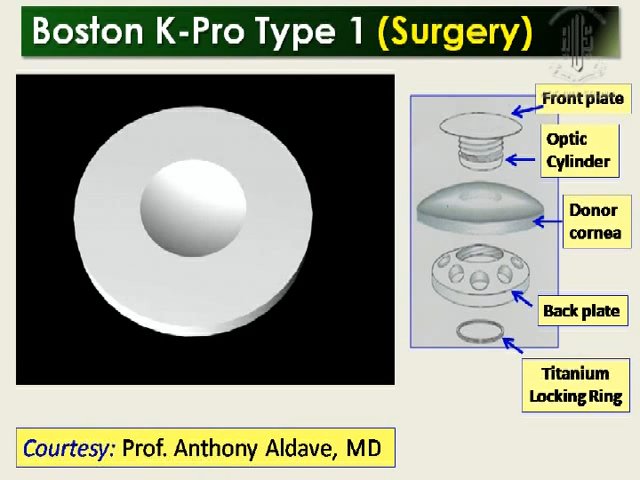 Boston K-Pro Type 1 (Surgery)
Front plate
Optic
Cylinder
Donor
cornea
Back plate
Titanium
Locking Ring
Courtesy: Prof. Anthony Aldave, MD